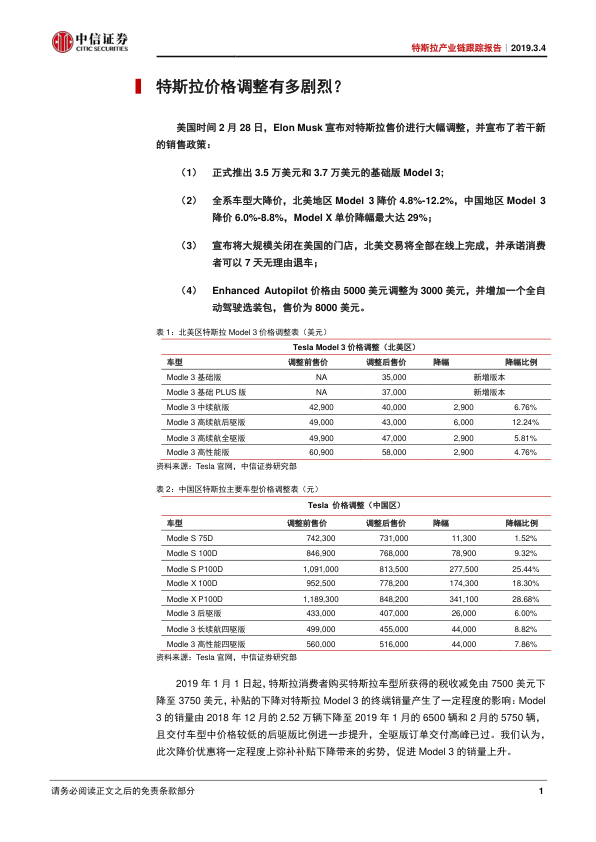 中信证券
CITIC SECURITIES
特斯拉产业链跟踪报告｜2019.3.4
特斯拉价格调整有多剧烈？
美国时间 2 月 28 日，Elon Musk 宣布对特斯拉售价进行大幅调整，并宣布了若干新
的销售政策：
（1） 正式推出 3.5 万美元和 3.7 万美元的基础版 Model 3;
（2） 全系车型大降价，北美地区 Model 3 降价 4.8%-12.2%，中国地区 Model 3
降价 6.0%-8.8%，Model X 单价降幅最大达 29%；
（3） 宣布将大规模关闭在美国的门店，北美交易将全部在线上完成，并承诺消费
者可以 7 天无理由退车；
（4） Enhanced Autopilot 价格由 5000 美元调整为 3000 美元，并增加一个全自
动驾驶选装包，售价为 8000 美元。
表 1：北美区特斯拉 Model 3 价格调整表（美元）
Tesla Model 3 价格调整（北美区）
车型 调整前售价 调整后售价 降幅 降幅比例
Modle 3 基础版 NA 35,000 新增版本
Modle 3 基础 PLUS 版 NA 37,000 新增版本
Modle 3 中续航版 42,900 40,000 2,900 6.76%
Modle 3 高续航后驱版 49,000 43,000 6,000 12.24%
Modle 3 高续航全驱版 49,900 47,000 2,900 5.81%
Modle 3 高性能版 60,900 58,000 2,900 4.76%
资料来源：Tesla 官网，中信证券研究部
表 2：中国区特斯拉主要车型价格调整表（元）
Tesla 价格调整（中国区）
车型 调整前售价 调整后售价 降幅 降幅比例
Modle S 75D 742,300 731,000 11,300 1.52%
Modle S 100D 846,900 768,000 78,900 9.32%
Modle S P100D 1,091,000 813,500 277,500 25.44%
Modle X 100D 952,500 778,200 174,300 18.30%
Modle X P100D 1,189,300 848,200 341,100 28.68%
Modle 3 后驱版 433,000 407,000 26,000 6.00%
Modle 3 长续航四驱版 499,000 455,000 44,000 8.82%
Modle 3 高性能四驱版 560,000 516,000 44,000 7.86%
资料来源：Tesla 官网，中信证券研究部
2019 年 1 月 1 日起，特斯拉消费者购买特斯拉车型所获得的税收减免由 7500 美元下
降至 3750 美元，补贴的下降对特斯拉 Model 3 的终端销量产生了一定程度的影响：Model
3 的销量由 2018 年 12 月的 2.52 万辆下降至 2019 年 1 月的 6500 辆和 2 月的 5750 辆，
且交付车型中价格较低的后驱版比例进一步提升，全驱版订单交付高峰已过。我们认为，
此次降价优惠将一定程度上弥补补贴下降带来的劣势，促进 Model 3 的销量上升。
请务必阅读正文之后的免责条款部分 1